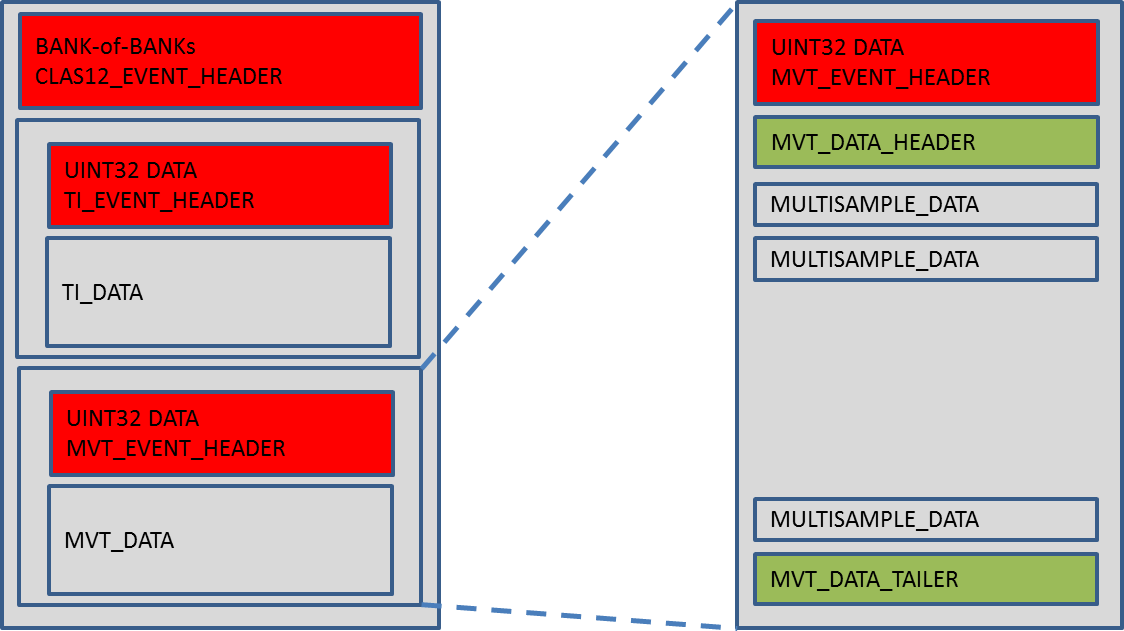 BANK-of-BANKs
CLAS12_EVENT_HEADER
UINT32 DATA
TI_EVENT_HEADER
TI_DATA
UINT32 DATA
MVT_EVENT_HEADER
MVT_DATA
UINT32 DATA
MVT_EVENT_HEADER
MVT_DATA_HEADER
MULTISAMPLE_DATA
MULTISAMPLE_DATA
MULTISAMPLE_DATA
MVT_DATA_TAILER